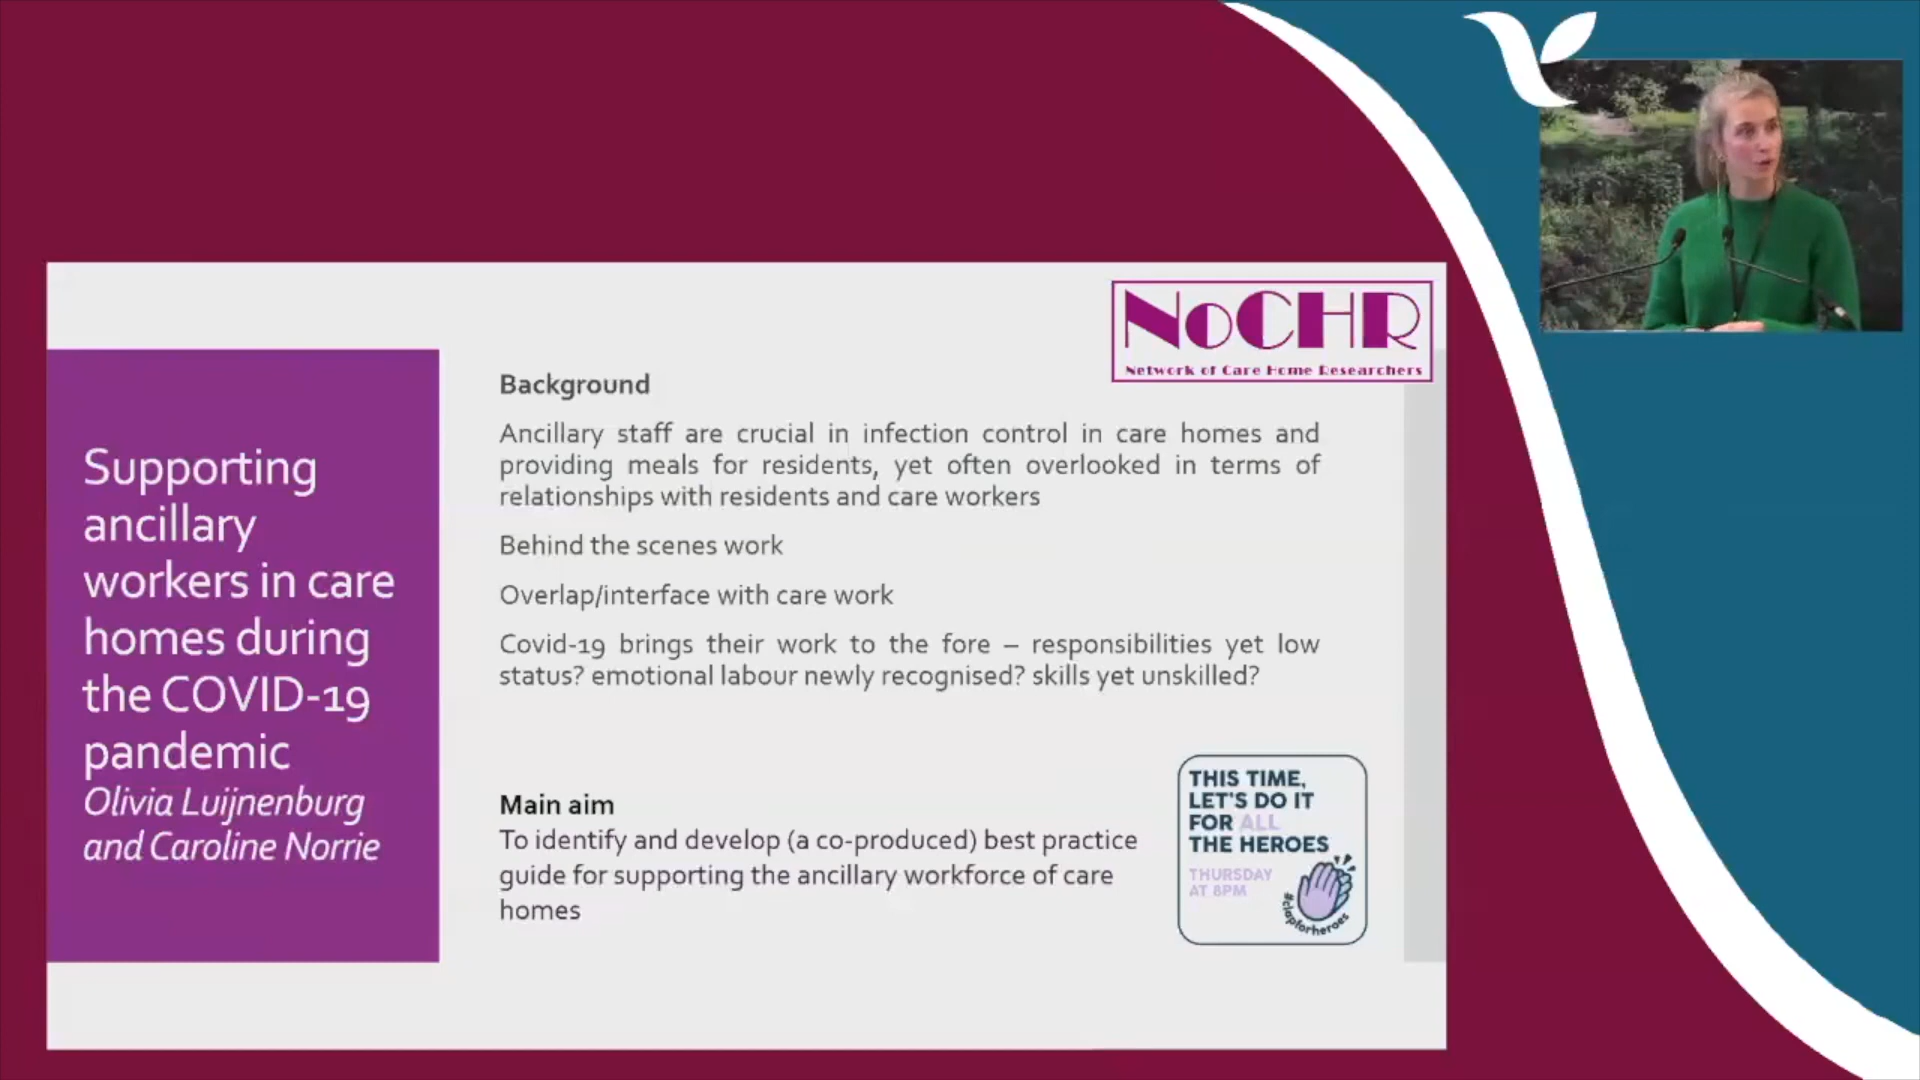 NoCHR
Network of Care Home Researchers
Supporting
ancillary
workers in care
homes during
the COVID-19
pandemic
Olivia Luijnenburg
and Caroline Norrie
Background
Ancillary staff are crucial in infection control in care homes and
providing meals for residents, yet often overlooked in terms of
relationships with residents and care workers
Behind the scenes work
Overlap/interface with care work
Covid-19 brings their work to the fore – responsibilities yet low
status? emotional labour newly recognised? skills yet unskilled?
Main aim
To identify and develop (a co-produced) best practice
guide for supporting the ancillary workforce of care
homes
THIS TIME,
LET'S DO IT
FOR ALL
THE HEROES
THURSDAY
AT 8PM
#clapforheroes